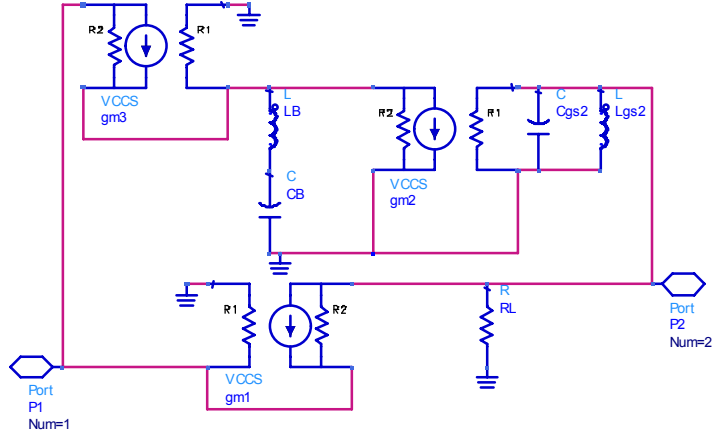 R2
R1
VCCS
gm3
L
LB
C
CB
R2
VCCS
gm2
R1
C
Cgs2
L
Lgs2
R1
R2
VCCS
gm1
R
RL
Port
P1
Num=1
Port
P2
Num=2